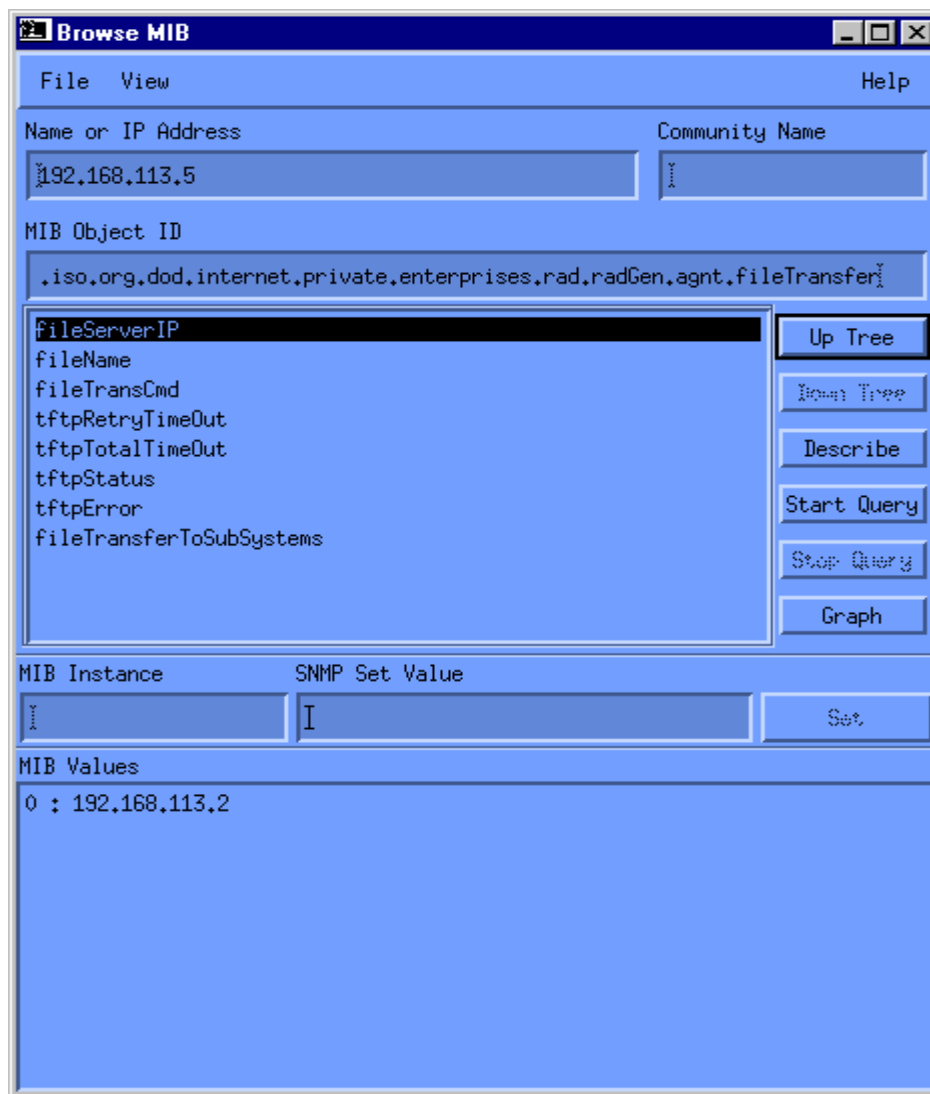 Browse MIB
File View Help
Name or IP Address Community Name
192.168.113.5
MIB Object ID
.iso.org.dod.internet.private.enterprises.rad.radGen.agnt.fileTransfer
fileServerIP
Up Tree
fileName
fileTransCmd
Down Tree
tftpRetryTimeOut
tftpTotalTimeOut
Describe
tftpStatus
tftpError
Start Query
fileTransferToSubSystems
Stop Query
Graph
MIB Instance SNMP Set Value
Set
MIB Values
0 : 192.168.113.2